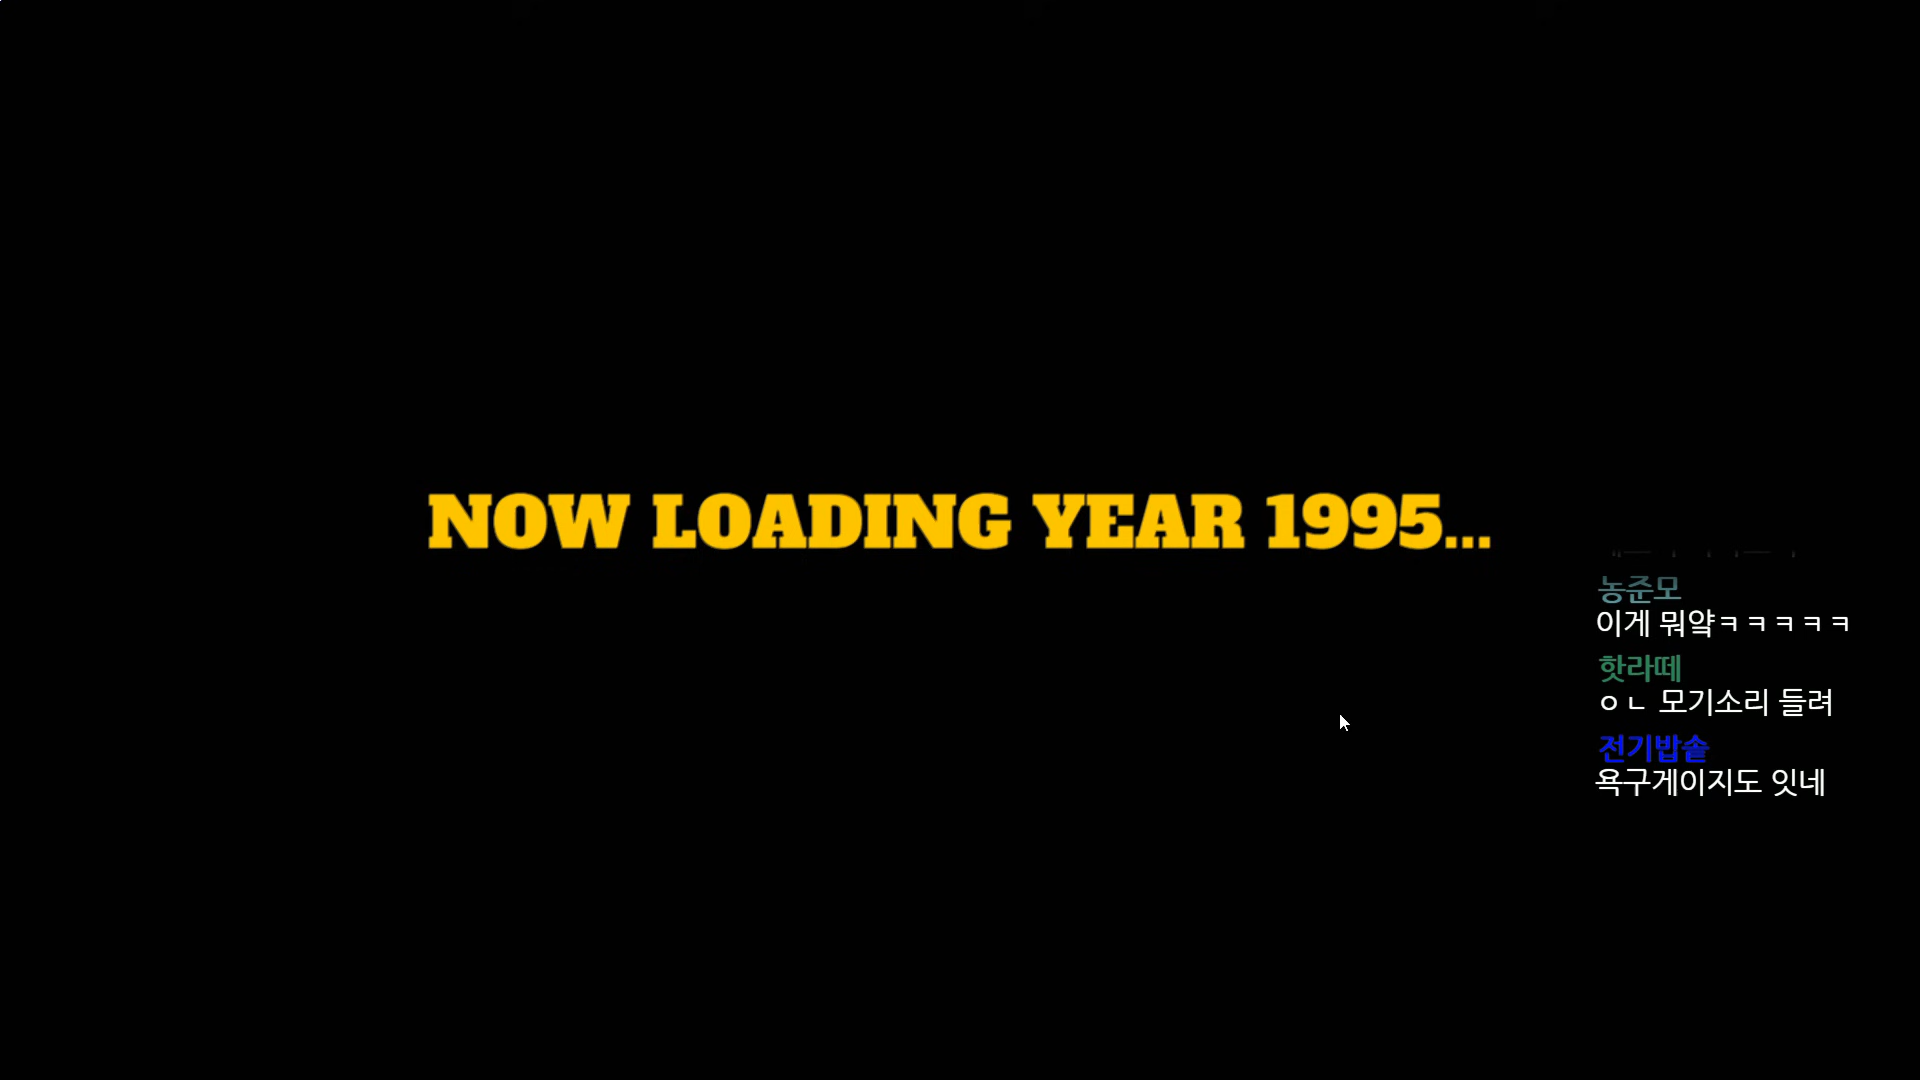 NOW LOADING YEAR 1995...
농준모
이게 뭐얔ㅋㅋㅋㅋㅋ
핫라떼
ㅇㄴ 모기소리 들려
전기밥솥
욕구게이지도 잇네